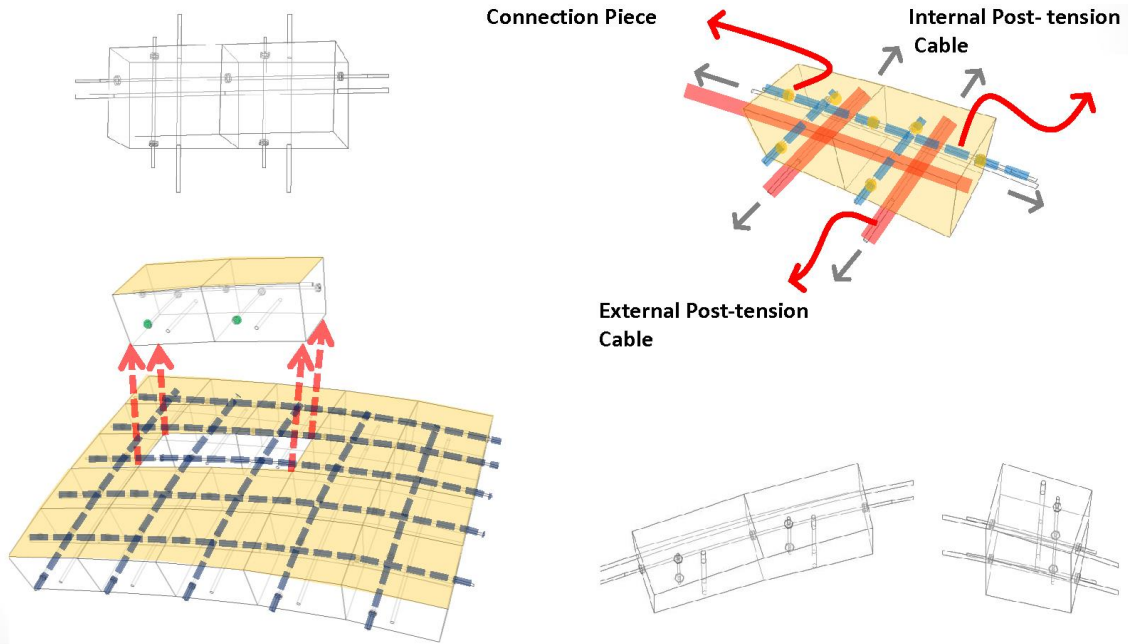 Connection Piece
Internal Post- tension
Cable
External Post-tension
Cable